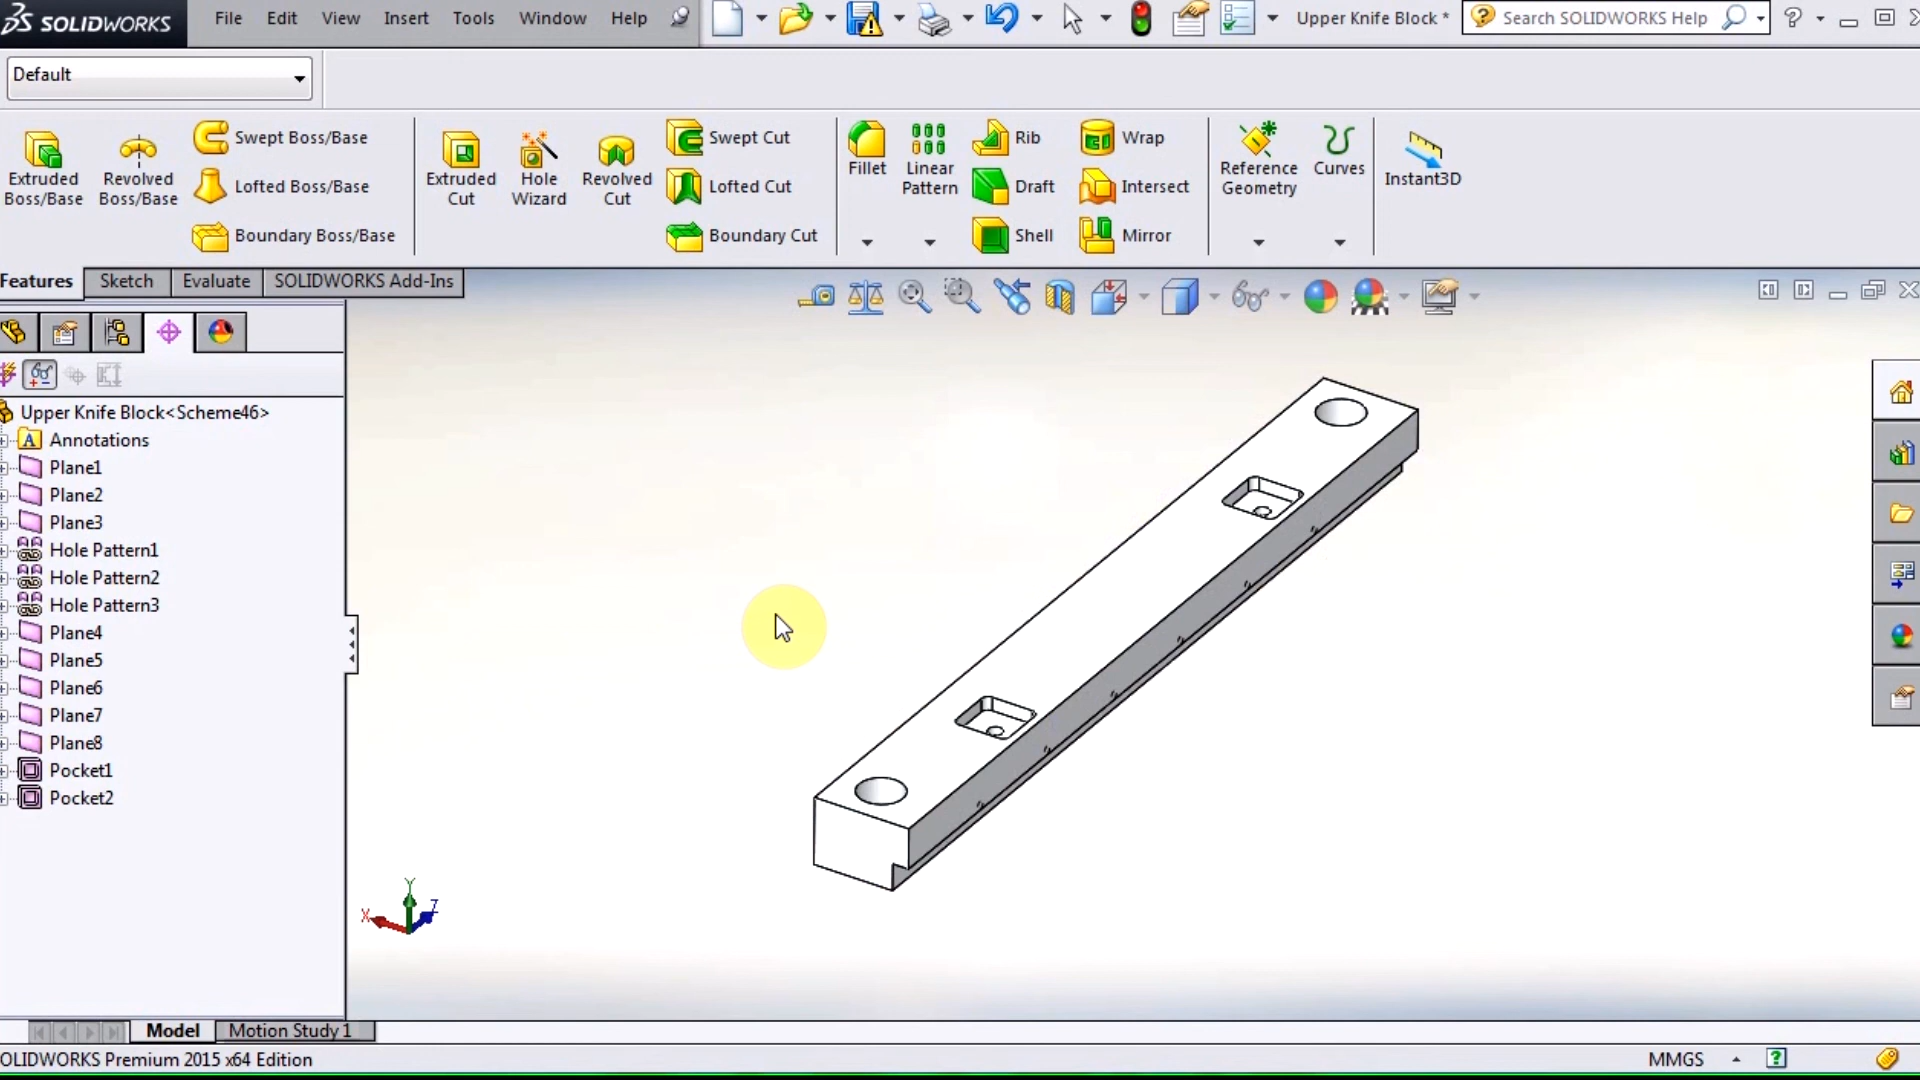 SOLIDWORKS File Edit View Insert Tools Window Help Upper Knife Block * Search SOLIDWORKS Help
Default
Extruded Boss/Base
Revolved Boss/Base
Swept Boss/Base
Lofted Boss/Base
Boundary Boss/Base
Extruded Cut
Hole Wizard
Revolved Cut
Swept Cut
Lofted Cut
Boundary Cut
Fillet
Linear Pattern
Rib
Draft
Shell
Wrap
Intersect
Mirror
Reference Geometry
Curves
Instant3D
Features Sketch Evaluate SOLIDWORKS Add-Ins
Upper Knife Block<Scheme46>
A Annotations
Plane1
Plane2
Plane3
Hole Pattern1
Hole Pattern2
Hole Pattern3
Plane4
Plane5
Plane6
Plane7
Plane8
Pocket1
Pocket2
Y
X
Z
Model Motion Study 1
OLIDWORKS Premium 2015 x64 Edition MMGS